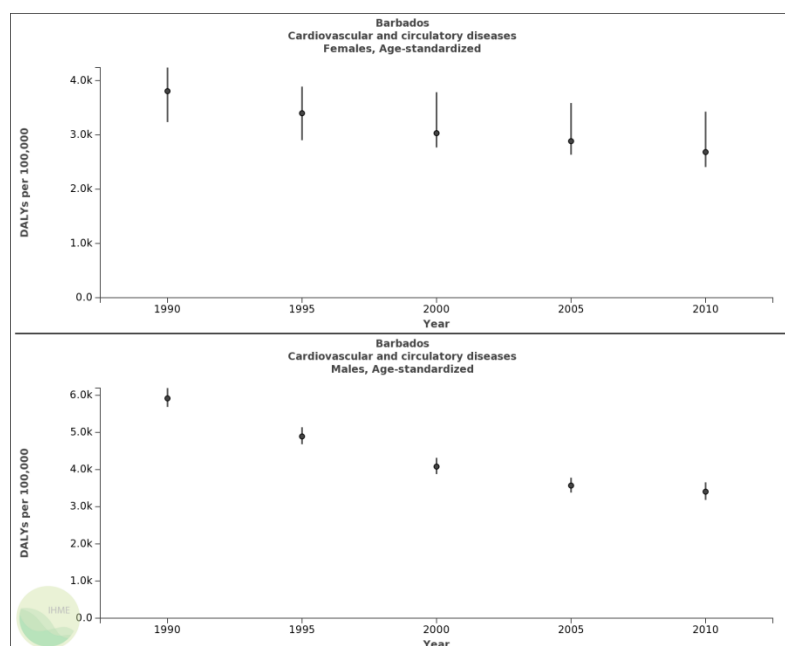 Barbados
Cardiovascular and circulatory diseases
Females, Age-standardized
DALYs per 100,000
4.0k
3.0k
2.0k
1.0k
0.0
1990 1995 2000 2005 2010
Year
Barbados
Cardiovascular and circulatory diseases
Males, Age-standardized
DALYs per 100,000
6.0k
5.0k
4.0k
3.0k
2.0k
1.0k
0.0
IHME
1990 1995 2000 2005 2010
Year